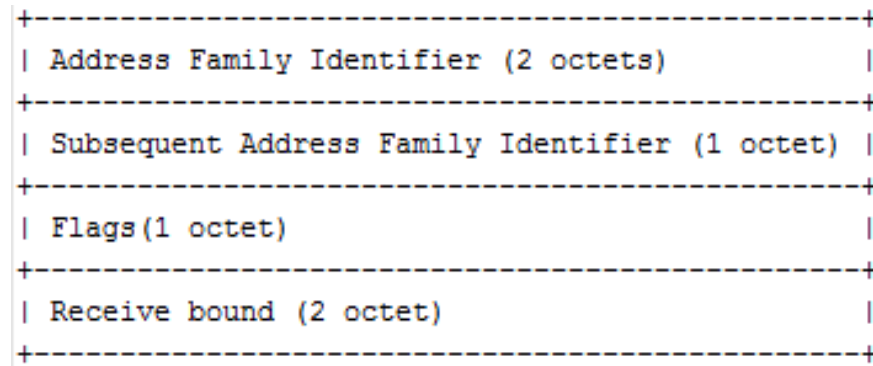 +------------------------------------------------+
| Address Family Identifier (2 octets) |
+------------------------------------------------+
| Subsequent Address Family Identifier (1 octet) |
+------------------------------------------------+
| Flags(1 octet) |
+------------------------------------------------+
| Receive bound (2 octet) |
+------------------------------------------------+